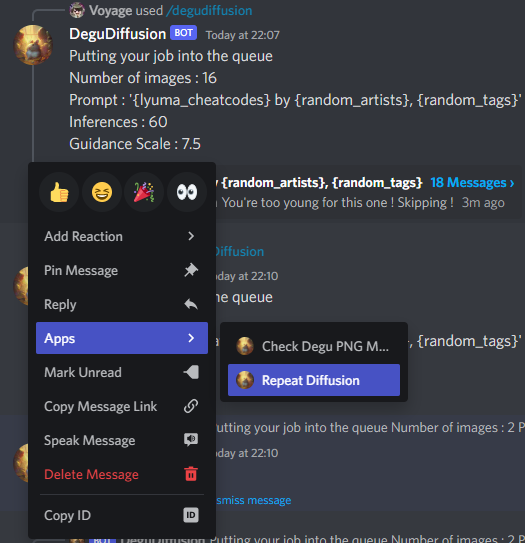 Voyage used /degudiffusion
DeguDiffusion BOT Today at 22:07
Putting your job into the queue
Number of images : 16
Prompt : '{lyuma_cheatcodes} by {random_artists}, {random_tags}'
Inferences : 60
Guidance Scale : 7.5
{random_artists}, {random_tags} 18 Messages ›
You're too young for this one ! Skipping ! 3m ago
Add Reaction
Pin Message
Reply
Apps
Mark Unread
Copy Message Link
Speak Message
Delete Message
Copy ID
Diffusion
oday at 22:10
he queue
Check Degu PNG M...
Repeat Diffusion
, {random_tags}'
utting your job into the queue Number of images : 2 P
oday at 22:10
smiss message
BOT DeguDiffusion Putting your job into the queue Number of images : 2 P